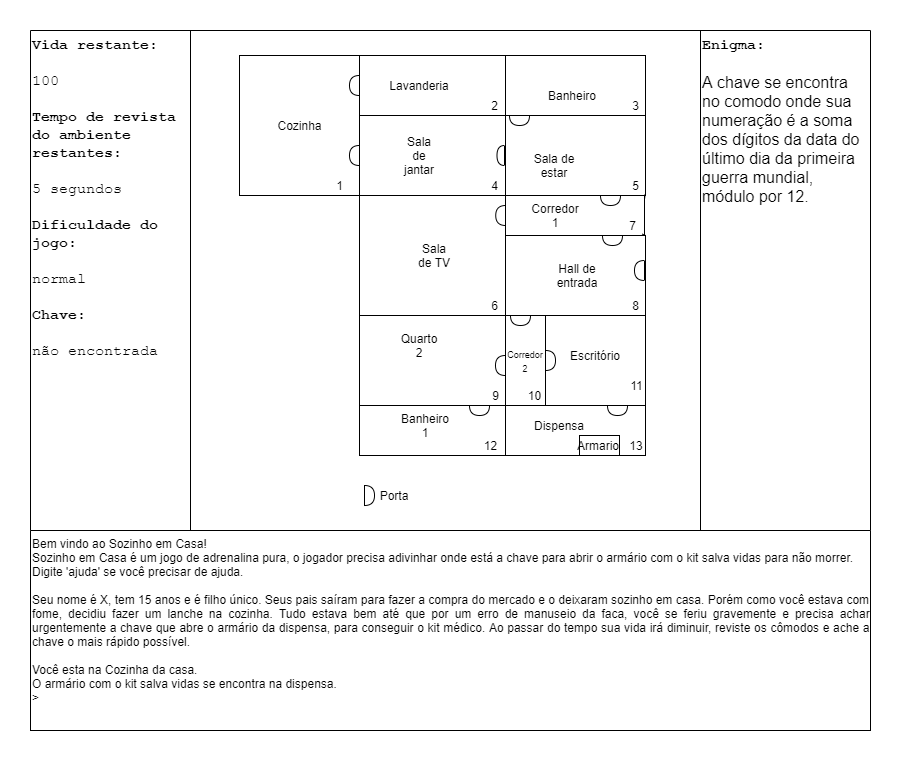 Vida restante:
100
Tempo de revista
do ambiente
restantes:
5 segundos
Dificuldade do
jogo:
normal
Chave:
não encontrada
Cozinha
1
Lavanderia
2
Banheiro
3
Sala
de
jantar
4
Sala de
estar
5
Sala
de TV
6
Corredor
1
7
Hall de
entrada
8
Quarto
2
9
Corredor
2
10
Escritório
11
Banheiro
1
12
Dispensa
Armario
13
Porta
Enigma:
A chave se encontra
no comodo onde sua
numeração é a soma
dos dígitos da data do
último dia da primeira
guerra mundial,
módulo por 12.
Bem vindo ao Sozinho em Casa!
Sozinho em Casa é um jogo de adrenalina pura, o jogador precisa adivinhar onde está a chave para abrir o armário com o kit salva vidas para não morrer.
Digite 'ajuda' se você precisar de ajuda.
Seu nome é X, tem 15 anos e é filho único. Seus pais saíram para fazer a compra do mercado e o deixaram sozinho em casa. Porém como você estava com
fome, decidiu fazer um lanche na cozinha. Tudo estava bem até que por um erro de manuseio da faca, você se feriu gravemente e precisa achar
urgentemente a chave que abre o armário da dispensa, para conseguir o kit médico. Ao passar do tempo sua vida irá diminuir, reviste os cômodos e ache a
chave o mais rápido possível.
Você esta na Cozinha da casa.
O armário com o kit salva vidas se encontra na dispensa.
>